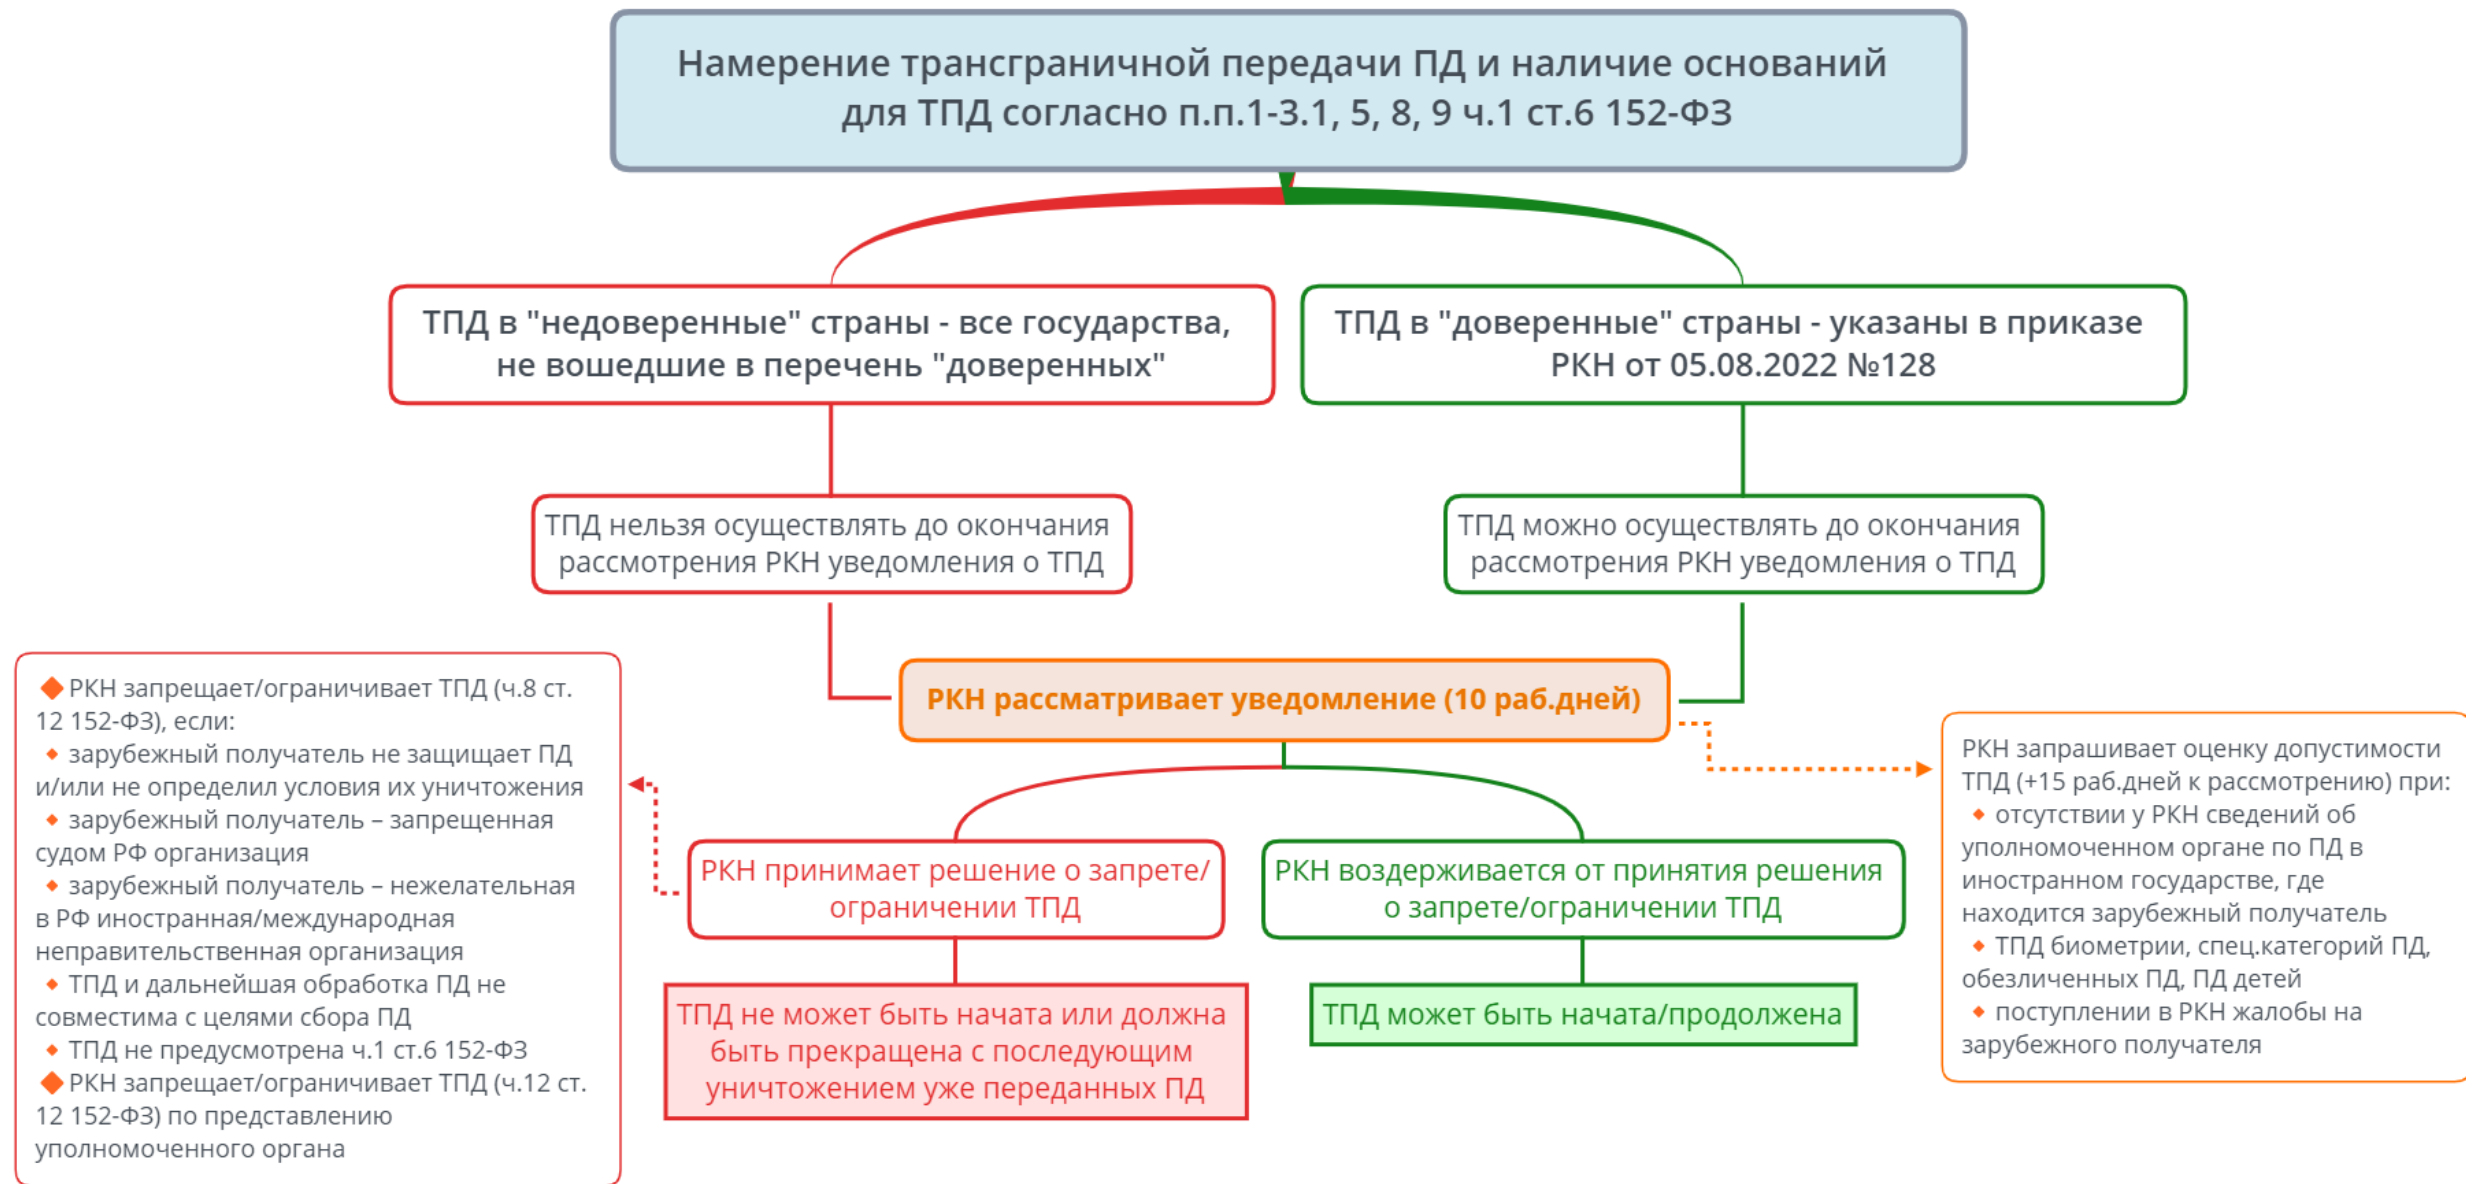 Намерение трансграничной передачи ПД и наличие оснований
для ТПД согласно п.п.1-3.1, 5, 8, 9 ч.1 ст.6 152-ФЗ
ТПД в "недоверенные" страны - все государства,
не вошедшие в перечень "доверенных"
ТПД в "доверенные" страны - указаны в приказе
РКН от 05.08.2022 №128
ТПД нельзя осуществлять до окончания
рассмотрения РКН уведомления о ТПД
ТПД можно осуществлять до окончания
рассмотрения РКН уведомления о ТПД
РКН рассматривает уведомление (10 раб.дней)
🔶РКН запрещает/ограничивает ТПД (ч.8 ст.
12 152-ФЗ), если:
🔸зарубежный получатель не защищает ПД
и/или не определил условия их уничтожения
🔸зарубежный получатель – запрещенная
судом РФ организация
🔸зарубежный получатель – нежелательная
в РФ иностранная/международная
неправительственная организация
🔸ТПД и дальнейшая обработка ПД не
совместима с целями сбора ПД
🔸ТПД не предусмотрена ч.1 ст.6 152-ФЗ
🔶РКН запрещает/ограничивает ТПД (ч.12 ст.
12 152-ФЗ) по представлению
уполномоченного органа
РКН принимает решение о запрете/
ограничении ТПД
РКН воздерживается от принятия решения
о запрете/ограничении ТПД
ТПД не может быть начата или должна
быть прекращена с последующим
уничтожением уже переданных ПД
ТПД может быть начата/продолжена
РКН запрашивает оценку допустимости
ТПД (+15 раб.дней к рассмотрению) при:
🔸отсутствии у РКН сведений об
уполномоченном органе по ПД в
иностранном государстве, где
находится зарубежный получатель
🔸ТПД биометрии, спец.категорий ПД,
обезличенных ПД, ПД детей
🔸поступлении в РКН жалобы на
зарубежного получателя